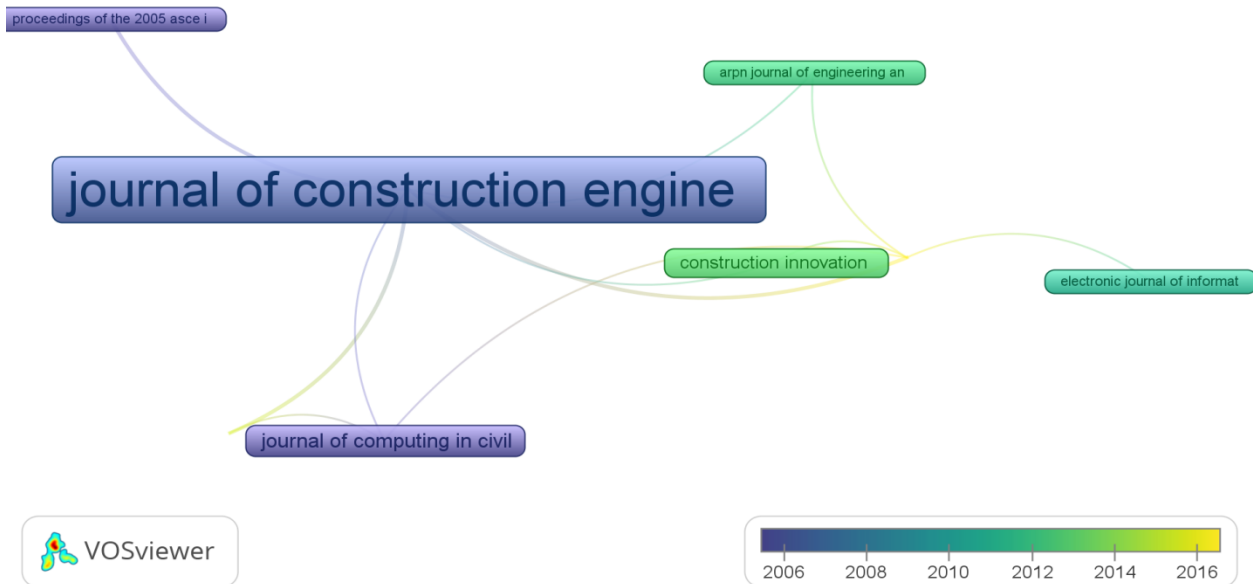 proceedings of the 2005 asce i
arpn journal of engineering an
journal of construction engine
construction innovation
electronic journal of informat
journal of computing in civil
VOSviewer
2006 2008 2010 2012 2014 2016